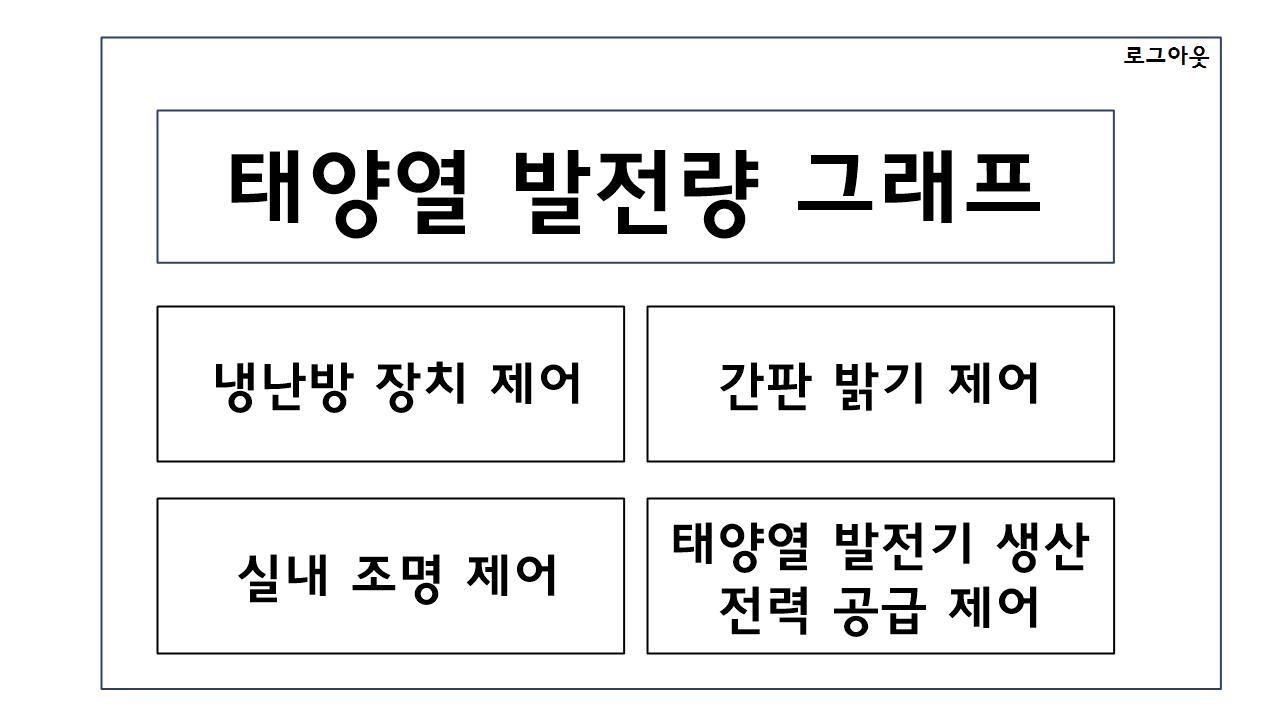 로그아웃
태양열 발전량 그래프
냉난방 장치 제어
간판 밝기 제어
실내 조명 제어
태양열 발전기 생산
전력 공급 제어